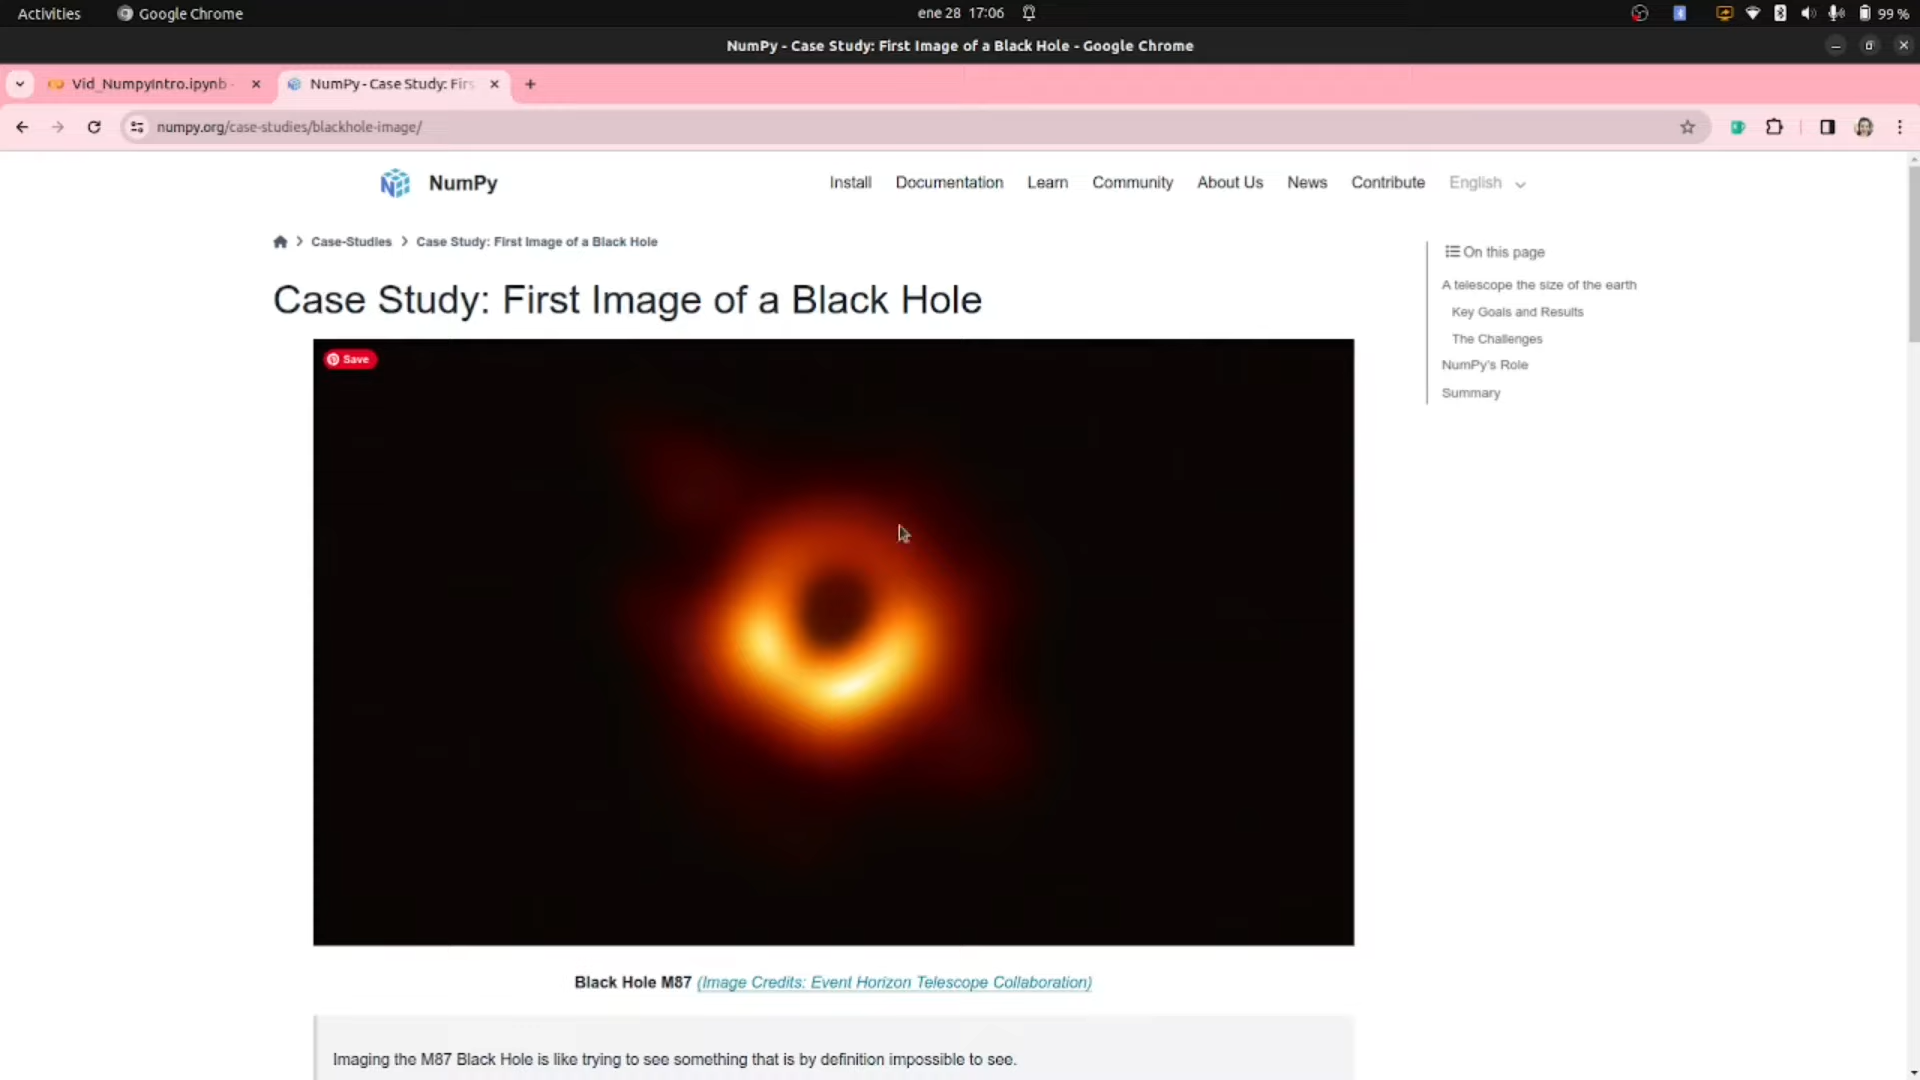 Activities Google Chrome ene 28 17:06 99 %
NumPy - Case Study: First Image of a Black Hole - Google Chrome
Vid_NumpyIntro.ipynb - NumPy - Case Study: Firs
numpy.org/case-studies/blackhole-image/
NumPy Install Documentation Learn Community About Us News Contribute English
Case-Studies Case Study: First Image of a Black Hole
On this page
A telescope the size of the earth
Key Goals and Results
The Challenges
NumPy's Role
Summary
Case Study: First Image of a Black Hole
Save
Black Hole M87 (Image Credits: Event Horizon Telescope Collaboration)
Imaging the M87 Black Hole is like trying to see something that is by definition impossible to see.